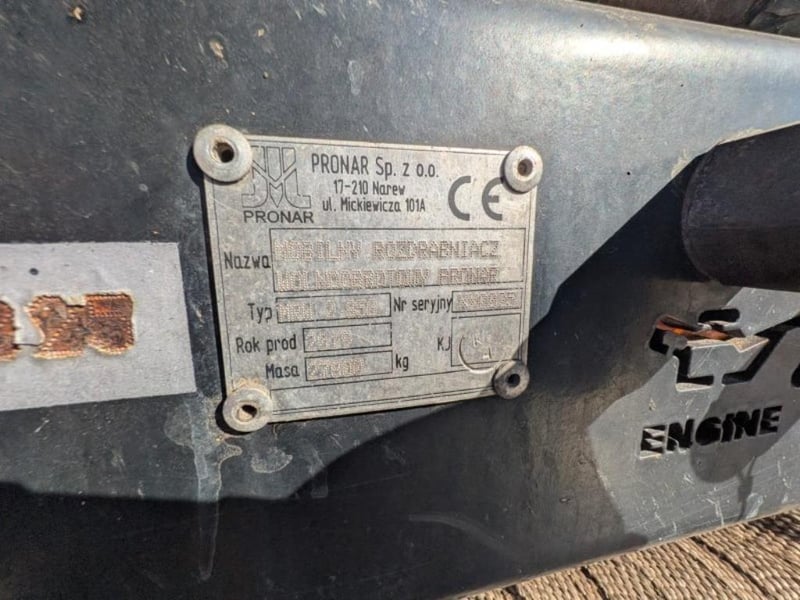 PRONAR
PRONAR Sp. z o.o.
17-210 Narew
ul. Mickiewicza 101A
CE
Nazwa MOBILNY ROZDRABNIACZ
WOLNOOBROTOWY PRONAR
Typ
Nr seryjny
Rok prod
KJ
Masa kg
ENGINE